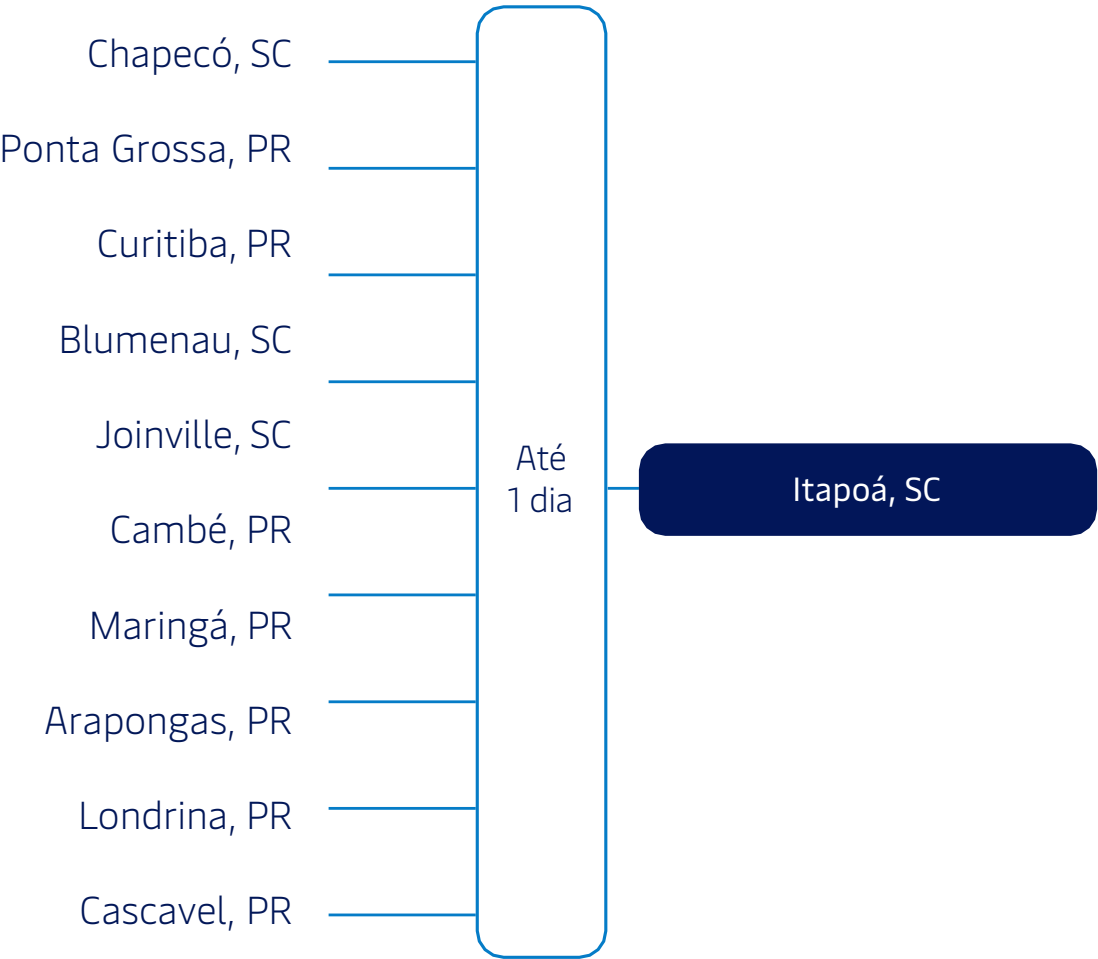 Chapecó, SC
Ponta Grossa, PR
Curitiba, PR
Blumenau, SC
Joinville, SC
Cambé, PR
Maringá, PR
Arapongas, PR
Londrina, PR
Cascavel, PR
Até
1 dia
Itapoá, SC